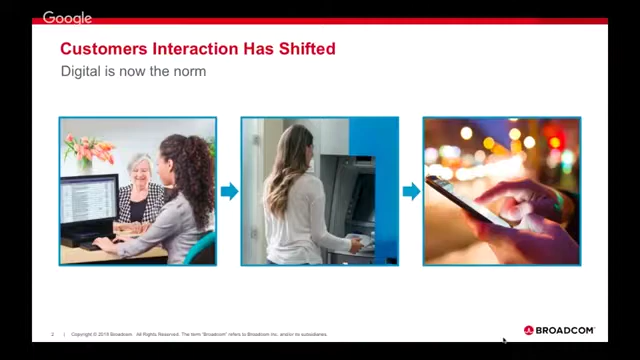 Google
Customers Interaction Has Shifted
Digital is now the norm
2 | Copyright © 2019 Broadcom. All Rights Reserved. The term "Broadcom" refers to Broadcom Inc. and/or its subsidiaries.
BROADCOM